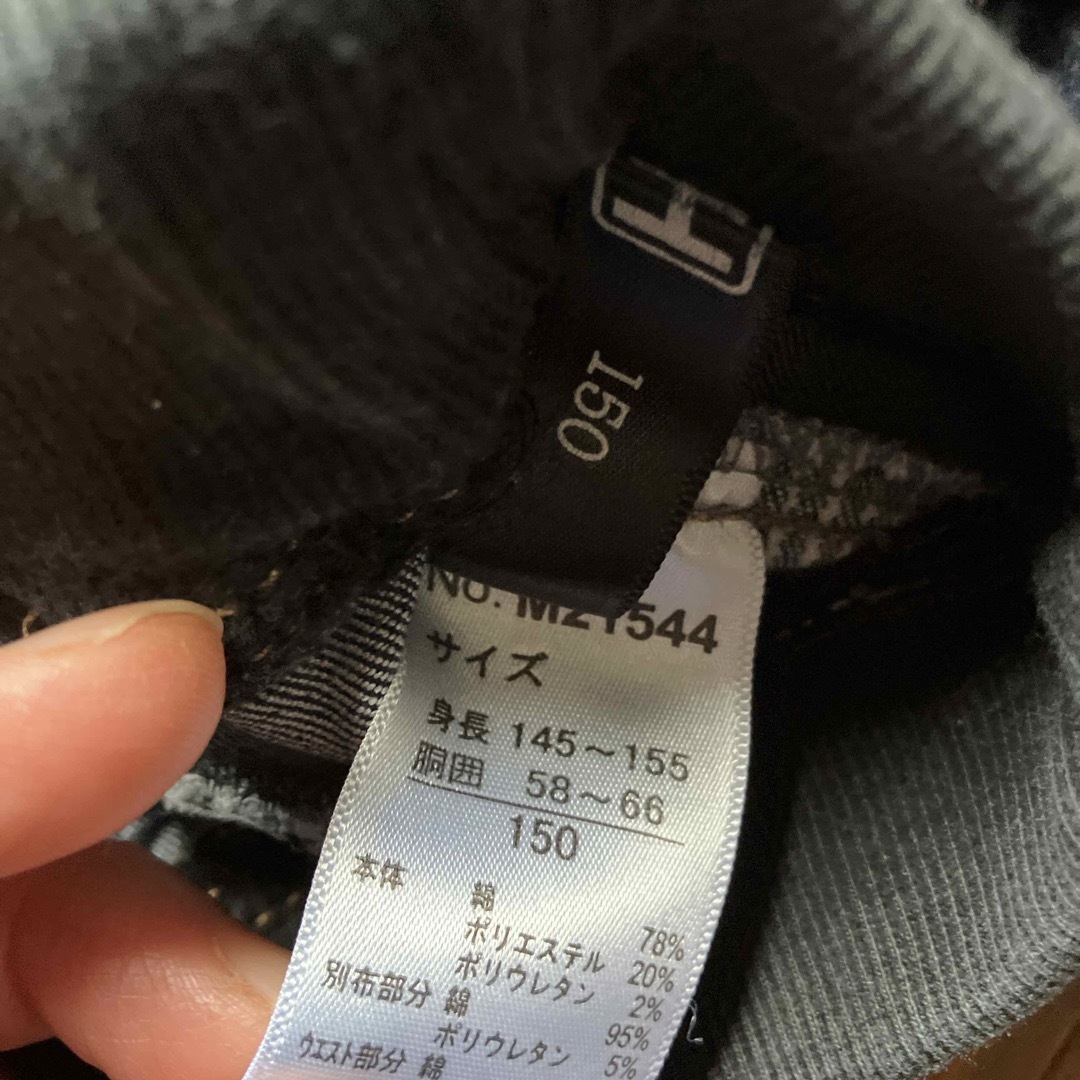 150
No. M21544
サイズ
身長 145～155
胴囲 58～66
150
本体 綿 78%
ポリエステル 20%
ポリウレタン 2%
別布部分 綿 95%
ポリウレタン 5%
ウエスト部分 綿